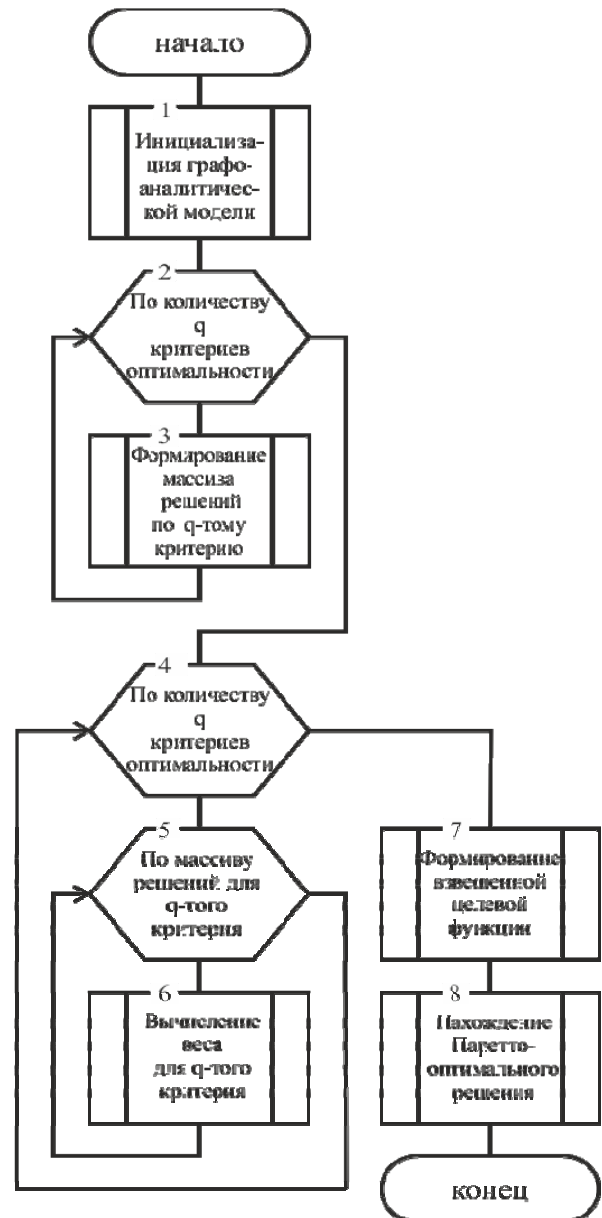 начало
1
Инициализа-
ция графо-
аналитичес-
кой модели
2
По количеству
q
критериев
оптимальности
3
Формирование
массива
решений
по q-тому
критерию
4
По количеству
q
критериев
оптимальности
5
По массиву
решений для
q-того
критерия
6
Вычисление
веса
для q-того
критерия
7
Формирование
взвешенной
целевой
функции
8
Нахождение
Паретто-
оптимального
решения
конец